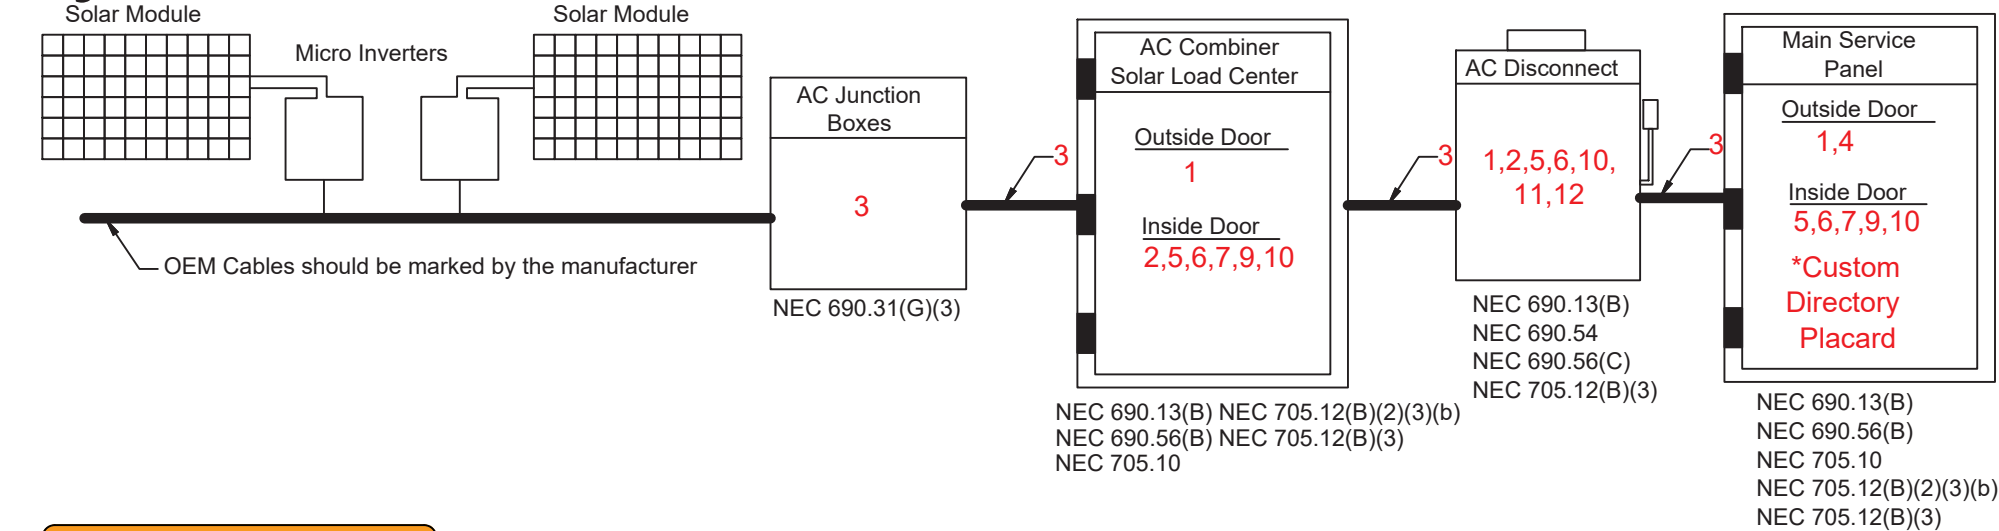 Solar Module
Micro Inverters
Solar Module
OEM Cables should be marked by the manufacturer
AC Junction
Boxes
3
NEC 690.31(G)(3)
3
AC Combiner
Solar Load Center
Outside Door
1
Inside Door
2,5,6,7,9,10
NEC 690.13(B) NEC 705.12(B)(2)(3)(b)
NEC 690.56(B) NEC 705.12(B)(3)
NEC 705.10
3
AC Disconnect
1,2,5,6,10,
11,12
NEC 690.13(B)
NEC 690.54
NEC 690.56(C)
NEC 705.12(B)(3)
3
Main Service
Panel
Outside Door
1,4
Inside Door
5,6,7,9,10
*Custom
Directory
Placard
NEC 690.13(B)
NEC 690.56(B)
NEC 705.10
NEC 705.12(B)(2)(3)(b)
NEC 705.12(B)(3)